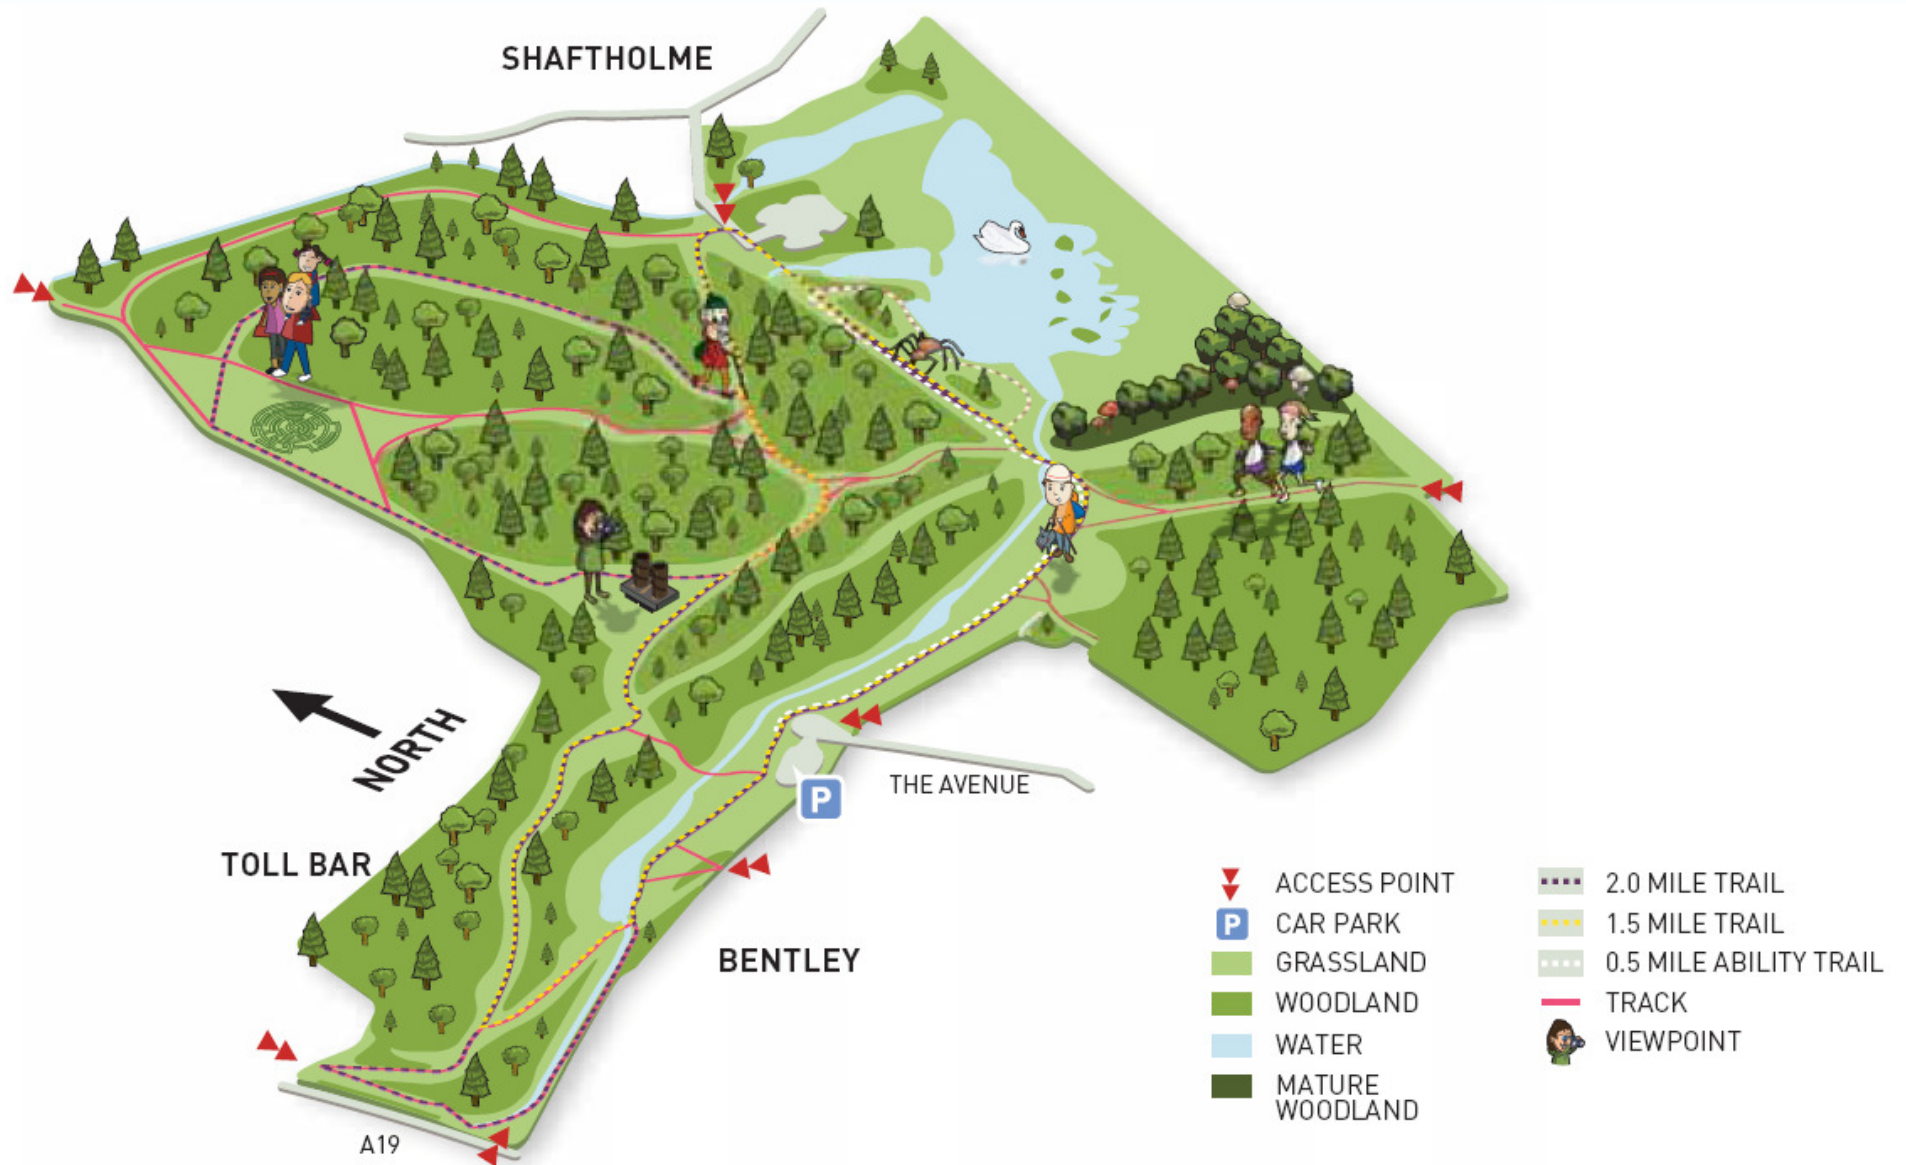 SHAFTHOLME
NORTH
THE AVENUE
P
TOLL BAR
BENTLEY
A19
ACCESS POINT
P
CAR PARK
GRASSLAND
WOODLAND
WATER
MATURE
WOODLAND
2.0 MILE TRAIL
1.5 MILE TRAIL
0.5 MILE ABILITY TRAIL
TRACK
VIEWPOINT